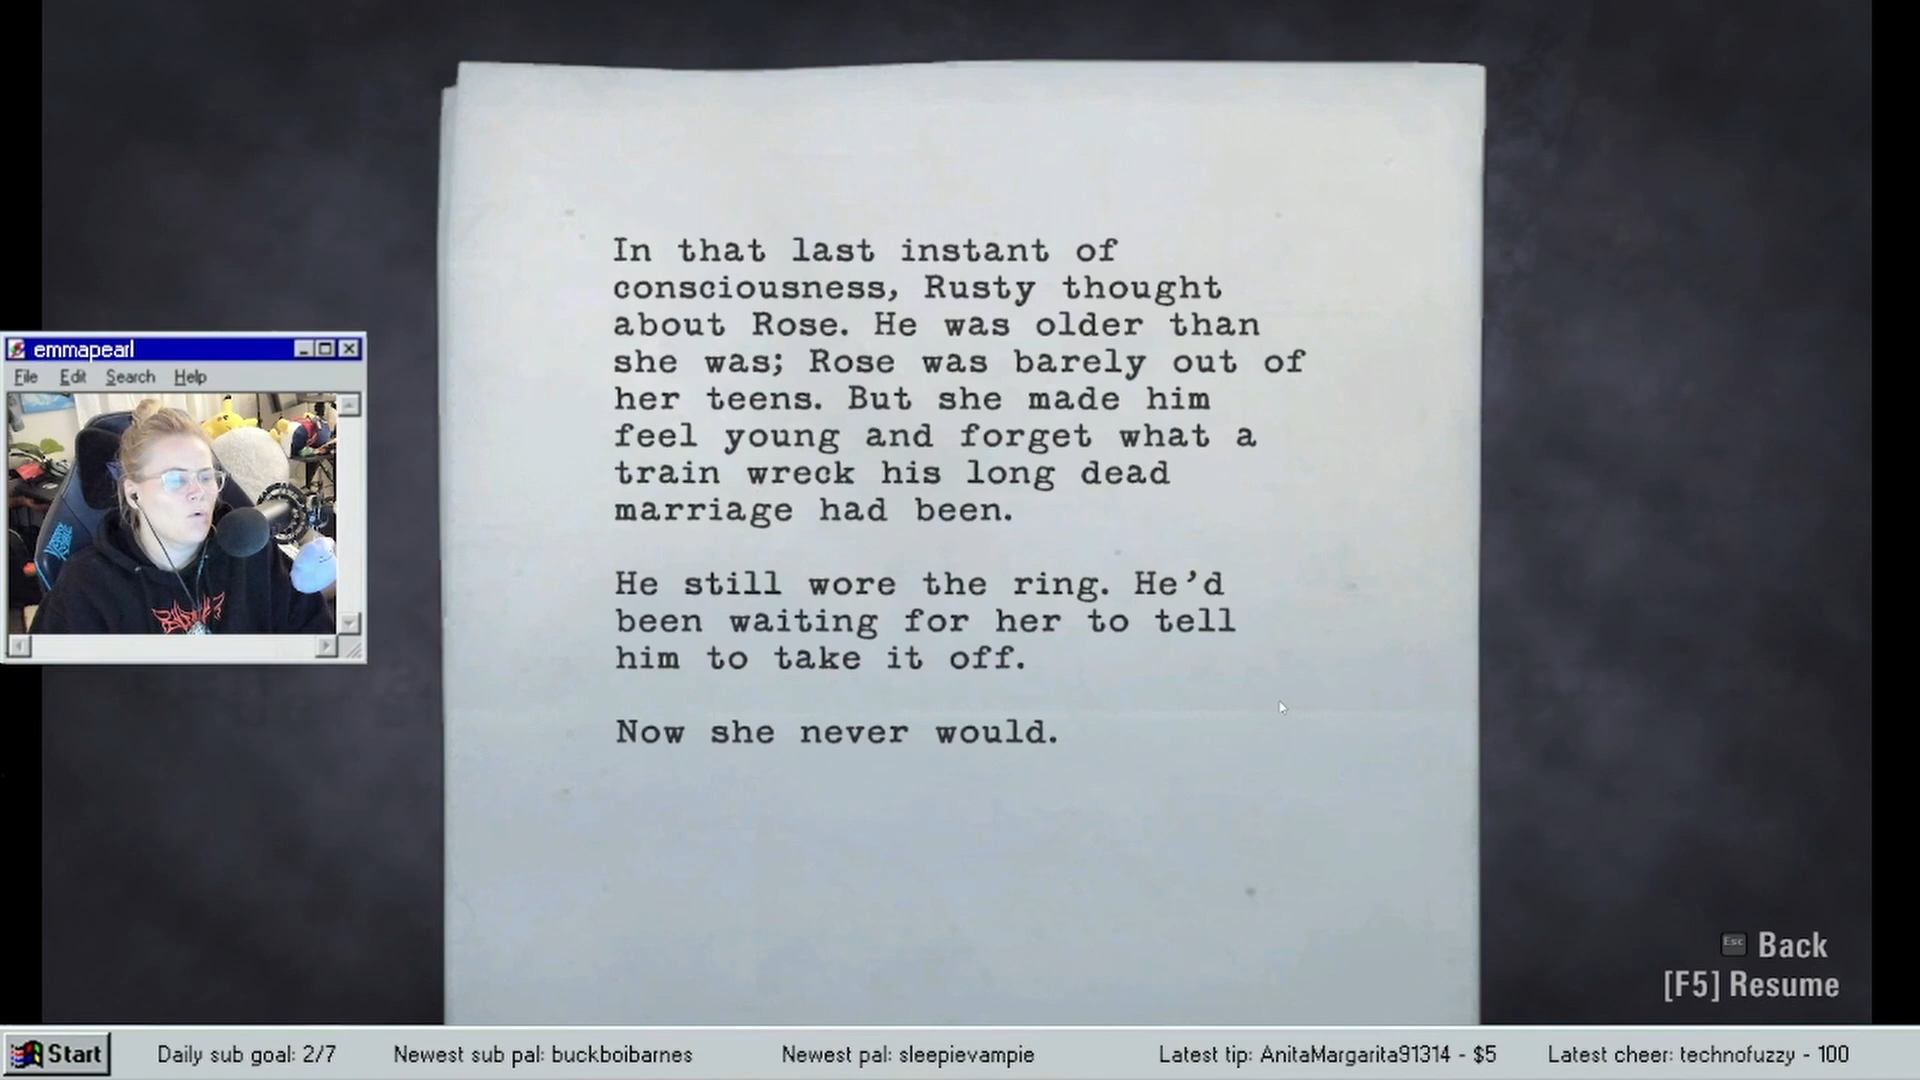 In that last instant of
consciousness, Rusty thought
about Rose. He was older than
she was; Rose was barely out of
her teens. But she made him
feel young and forget what a
train wreck his long dead
marriage had been.
He still wore the ring. He'd
been waiting for her to tell
him to take it off.
Now she never would.
emmapearl
File Edit Search Help
Esc Back
[F5] Resume
Start Daily sub goal: 2/7 Newest sub pal: buckboibarnes Newest pal: sleepievampie Latest tip: AnitaMargarita91314 - $5 Latest cheer: technofuzzy - 100